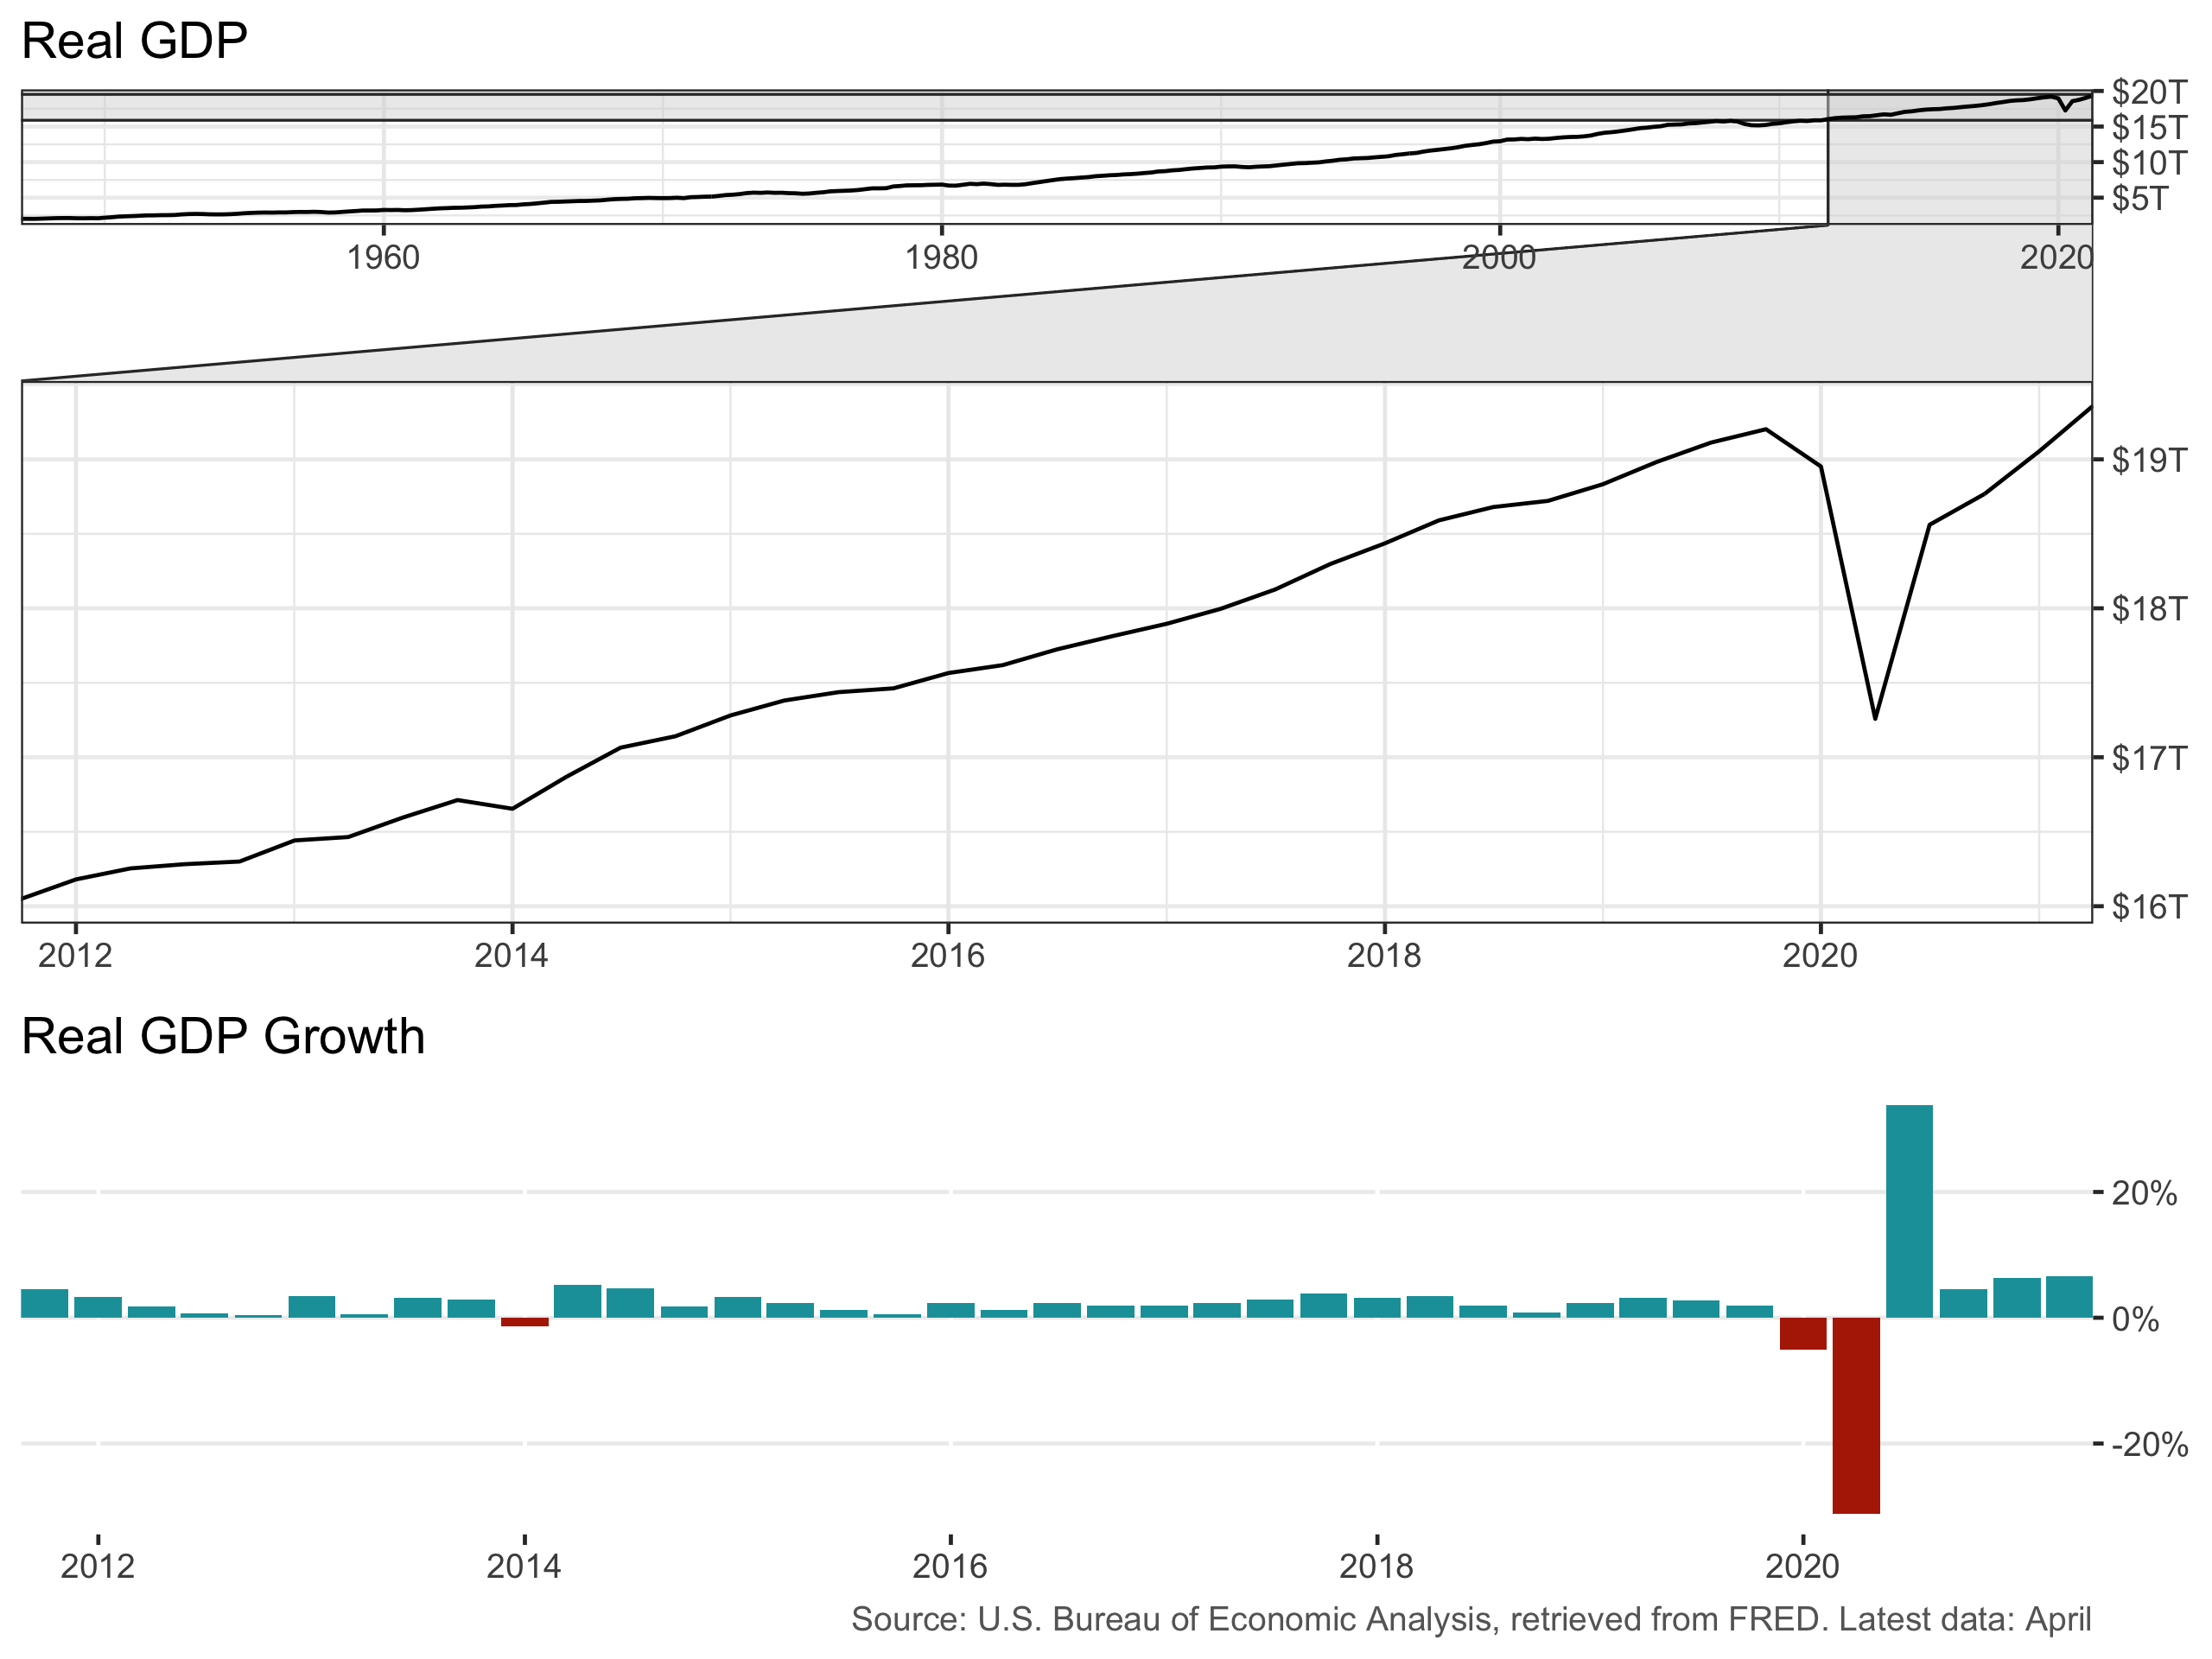 Real GDP
$20T
$15T
$10T
$5T
1960 1980 2000 2020
$19T
$18T
$17T
$16T
2012 2014 2016 2018 2020
Real GDP Growth
20%
0%
-20%
2012 2014 2016 2018 2020
Source: U.S. Bureau of Economic Analysis, retrieved from FRED. Latest data: April